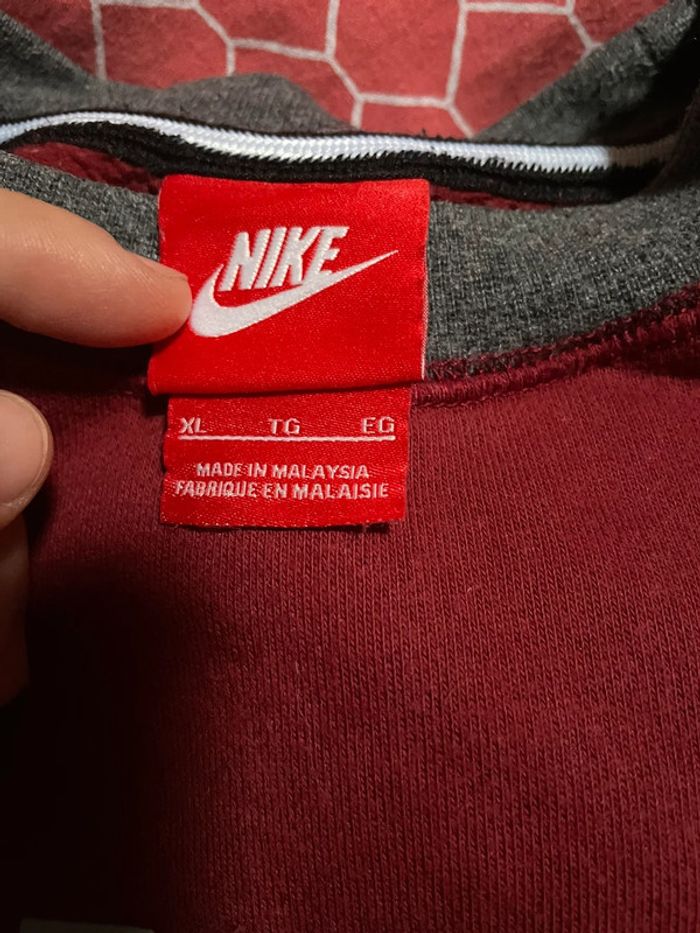 NIKE
XL TG EG
MADE IN MALAYSIA
FABRIQUE EN MALAISIE